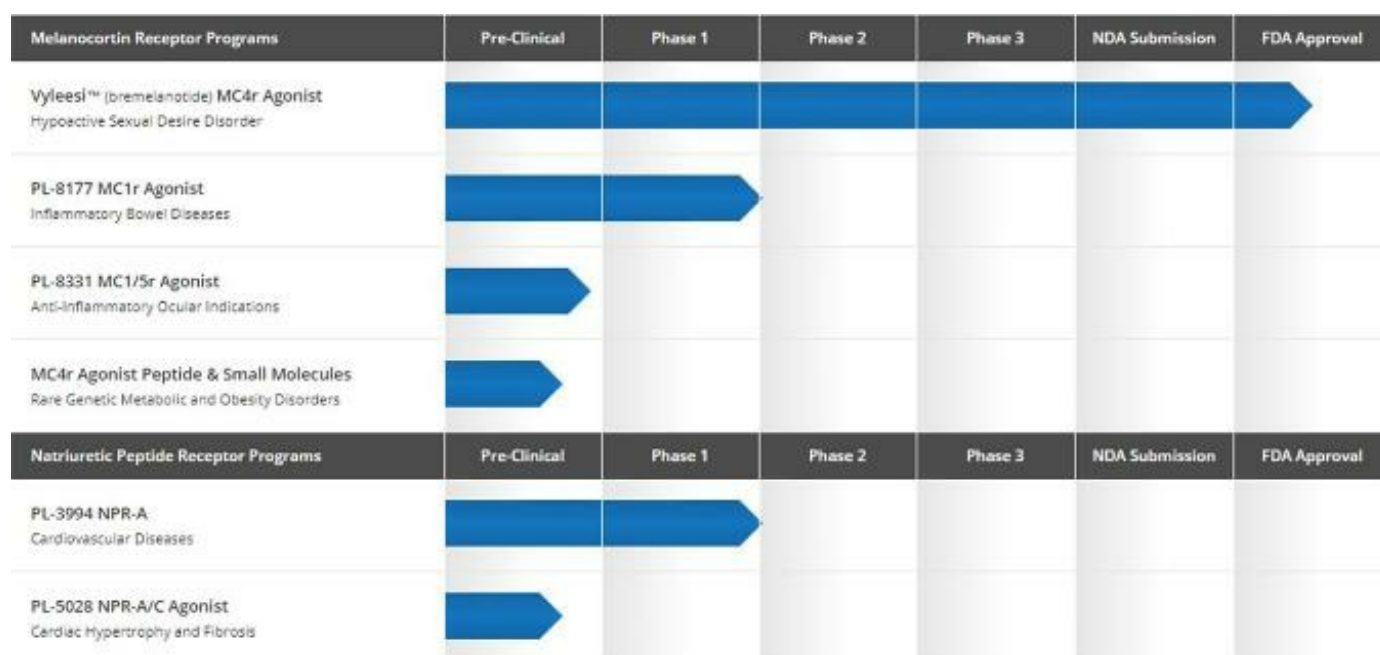 Melanocortin Receptor Programs Pre-Clinical Phase 1 Phase 2 Phase 3 NDA Submission FDA Approval
Vyleesi™ (bremelanotide) MC4r Agonist
Hypoactive Sexual Desire Disorder
PL-8177 MC1r Agonist
Inflammatory Bowel Diseases
PL-8331 MC1/5r Agonist
Anti-Inflammatory Ocular Indications
MC4r Agonist Peptide & Small Molecules
Rare Genetic Metabolic and Obesity Disorders
Natriuretic Peptide Receptor Programs Pre-Clinical Phase 1 Phase 2 Phase 3 NDA Submission FDA Approval
PL-3994 NPR-A
Cardiovascular Diseases
PL-5028 NPR-A/C Agonist
Cardiac Hypertrophy and Fibrosis